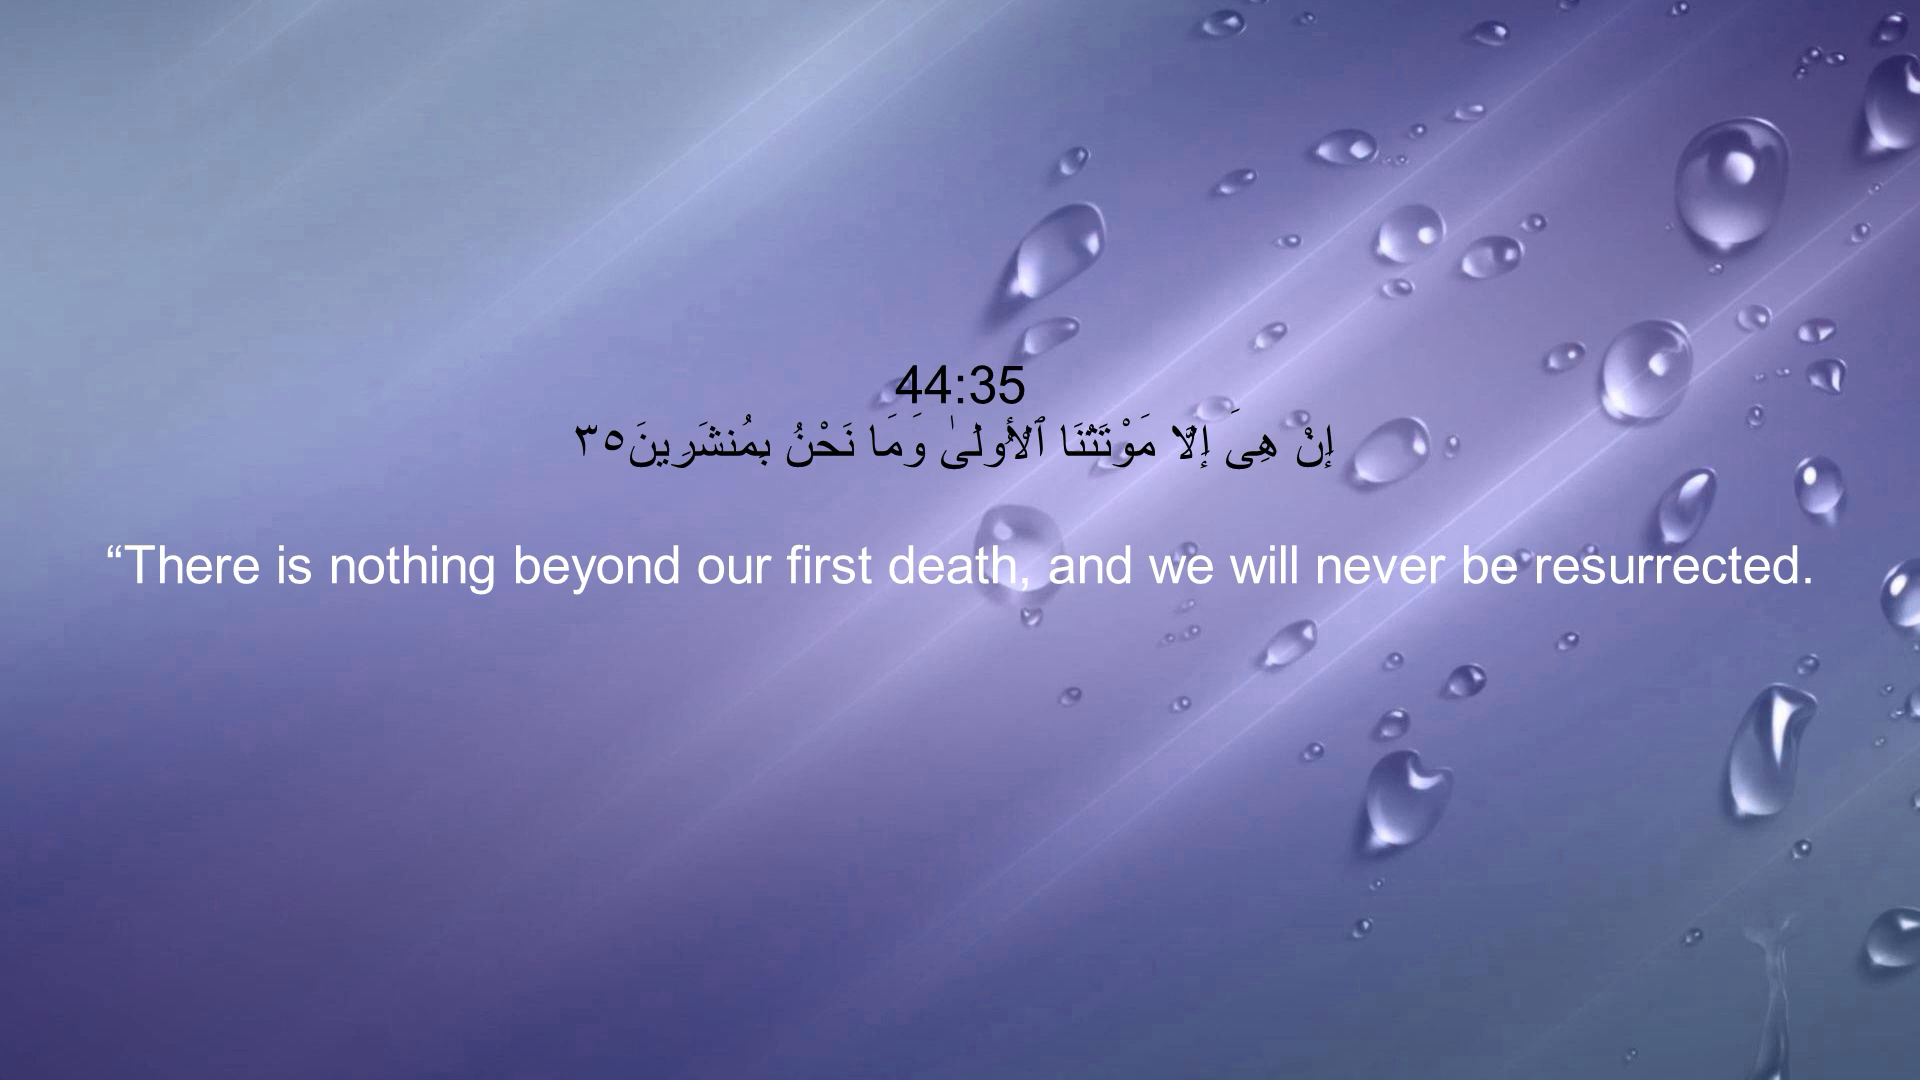 44:35
إِنْ هِىَ إِلَّا مَوْتَتُنَا ٱلْأُولَىٰ وَمَا نَحْنُ بِمُنشَرِينَ٣٥
“There is nothing beyond our first death, and we will never be resurrected.